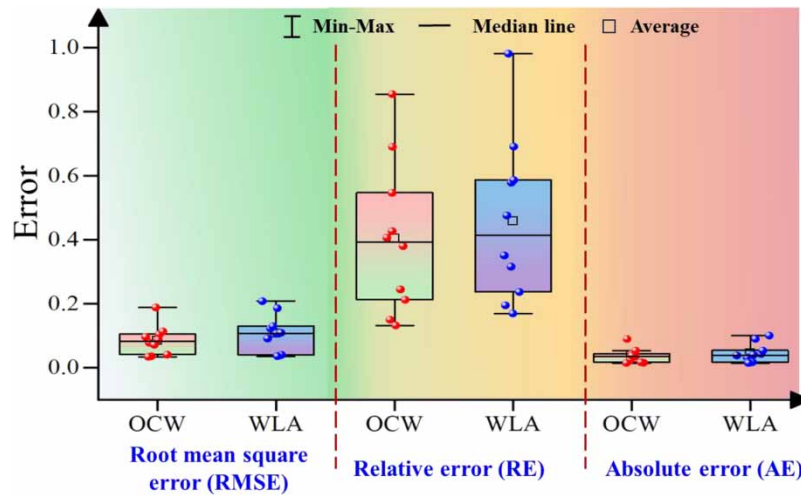 Min-Max
Median line
Average
Error
1.0
0.8
0.6
0.4
0.2
0.0
OCW
WLA
OCW
WLA
OCW
WLA
Root mean square
error (RMSE)
Relative error (RE)
Absolute error (AE)